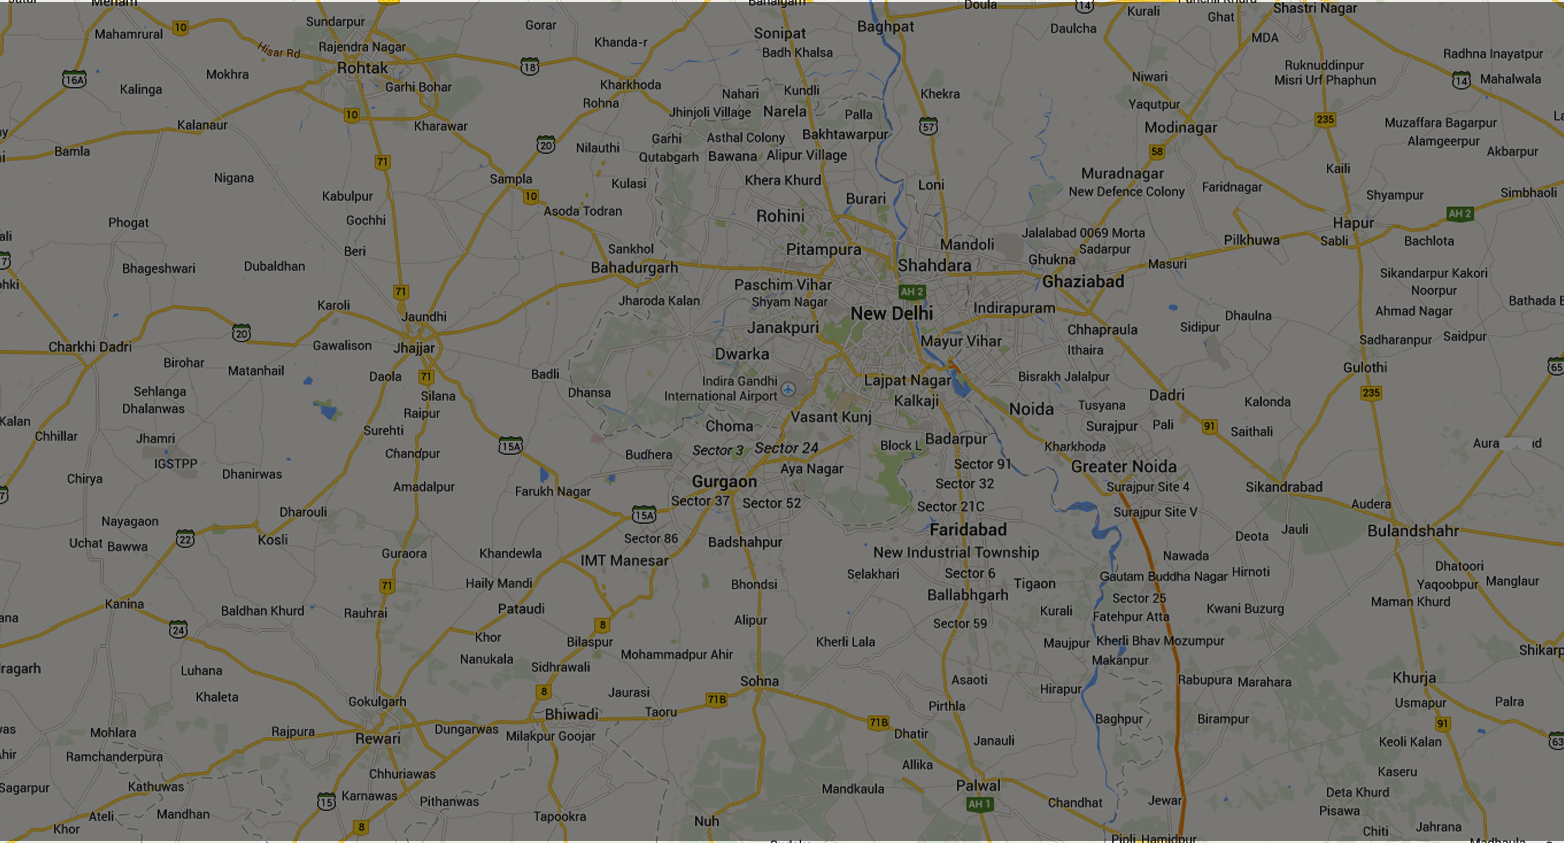 Sundarpur
Gorar
Sonipat
Baghpat
Doula
14
Kurali
Ghat
Shastri Nagar
Mahamrural
10
Hisar Rd
Rajendra Nagar
Khanda-r
Badh Khalsa
Daulcha
MDA
Radhna Inayatpur
Rohtak
18
Ruknuddinpur
Misri Urf Phaphun
14
Mahalwala
16A
Mokhra
Kalinga
Garhi Bohar
Kharkhoda
Rohna
Nahari
Kundli
Khekra
Niwari
Yaqutpur
10
Jhinjoli Village
Narela
Palla
57
235
Muzaffara Bagarpur
Kalanaur
Kharawar
Garhi
Asthal Colony
Bakhtawarpur
Modinagar
Alamgeerpur
Bamla
71
20
Nilauthi
Qutabgarh
Bawana
Alipur Village
58
Akbarpur
Nigana
Sampla
Kulasi
Khera Khurd
Loni
Muradnagar
New Defence Colony
Faridnagar
Kaili
Shyampur
Simbhaoli
Kabulpur
10
Asoda Todran
Burari
Phogat
Gochhi
Rohini
Hapur
AH 2
Beri
Sankhol
Pitampura
Mandoli
Jalalabad 0069 Morta
Sadarpur
Pilkhuwa
Sabli
Bachlota
Bhageshwari
Dubaldhan
Bahadurgarh
Shahdara
Ghukna
Masuri
Sikandarpur Kakori
71
Paschim Vihar
AH 2
Ghaziabad
Noorpur
Karoli
Jaundhi
Jharoda Kalan
Shyam Nagar
New Delhi
Indirapuram
Dhaulna
Ahmad Nagar
Bathada
20
Janakpuri
Chhapraula
Sidipur
Charkhi Dadri
Gawalison
Jhajjar
Dwarka
Mayur Vihar
Ithaira
Sadharanpur
Saidpur
Birohar
Matanhail
Daola
71
Badli
Indira Gandhi
International Airport
Lajpat Nagar
Bisrakh Jalalpur
Gulothi
65
Sehlanga
Dhalanwas
Silana
Dhansa
Kalkaji
Noida
Tusyana
Dadri
Kalonda
235
Kalan
Raipur
Choma
Vasant Kunj
Surajpur
Pali
91
Saithali
Chhillar
Jhamri
Surehti
15A
Sector 3
Sector 24
Block L
Badarpur
Kharkhoda
Aura
IGSTPP
Chandpur
Budhera
Aya Nagar
Sector 91
Greater Noida
Chirya
Dhanirwas
Amadalpur
Farukh Nagar
Gurgaon
Sector 32
Surajpur Site 4
Sikandrabad
Sector 37
Sector 52
Sector 21C
Surajpur Site V
Audera
Nayagaon
Dharouli
15A
Faridabad
Bulandshahr
Uchat
Bawwa
22
Kosli
Sector 86
Badshahpur
New Industrial Township
Deota
Jauli
Guraora
Khandewla
IMT Manesar
Nawada
Dhatoori
71
Haily Mandi
Bhondsi
Selakhari
Sector 6
Tigaon
Gautam Buddha Nagar
Hirnoti
Yaqoobpur
Manglaur
Kanina
Baldhan Khurd
Rauhrai
Pataudi
Ballabhgarh
Sector 25
Kwani Buzurg
Maman Khurd
24
8
Alipur
Sector 59
Kurali
Fatehpur Atta
Khor
Bilaspur
Kherli Lala
Maujpur
Kherli Bhav Mozumpur
Shikarp
Luhana
Nanukala
Sidhrawali
Mohammadpur Ahir
Makanpur
Khaleta
8
Jaurasi
Sohna
Asaoti
Hirapur
Rabupura
Marahara
Khurja
Gokulgarh
71B
Pirthla
Usmapur
Palra
Mohlara
Rajpura
Rewari
Dungarwas
Bhiwadi
Taoru
71B
Dhatir
Baghpur
Birampur
91
Ramchanderpura
Milakpur Goojar
Janauli
Keoli Kalan
63
Sagarpur
Kathuwas
Chhuriawas
Allika
Palwal
Kaseru
Mandhan
15
Karnawas
Pithanwas
Mandkaula
AH 1
Chandhat
Jewar
Deta Khurd
Pisawa
Ateli
Khor
8
Tapookra
Nuh
Pipli Hamidpur
Chiti
Jahrana